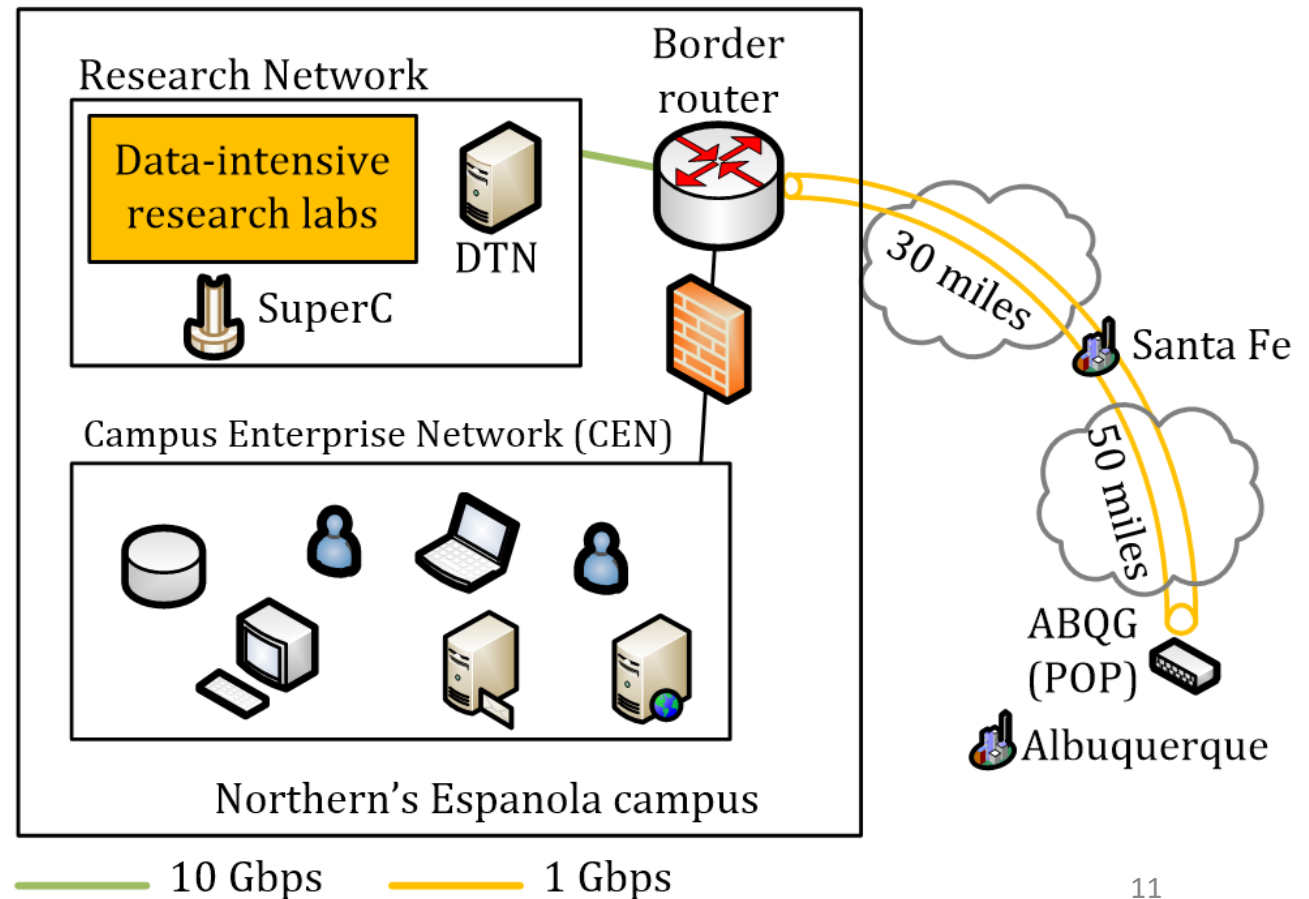 Research Network
Border
router
Data-intensive
research labs
DTN
SuperC
30 miles
Santa Fe
Campus Enterprise Network (CEN)
50 miles
ABQG
(POP)
Albuquerque
Northern's Espanola campus
10 Gbps
1 Gbps
11